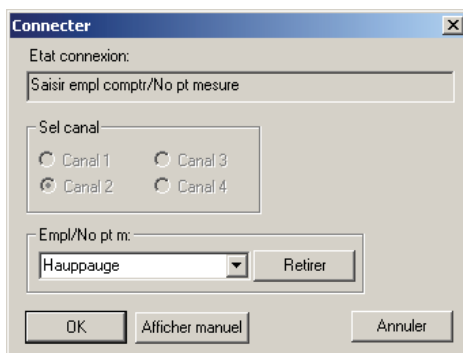 Connecter
Etat connexion:
Saisir empl comptr/No pt mesure
Sel canal
Canal 1 Canal 3
Canal 2 Canal 4
Empl/No pt m:
Hauppauge Retirer
OK Afficher manuel Annuler